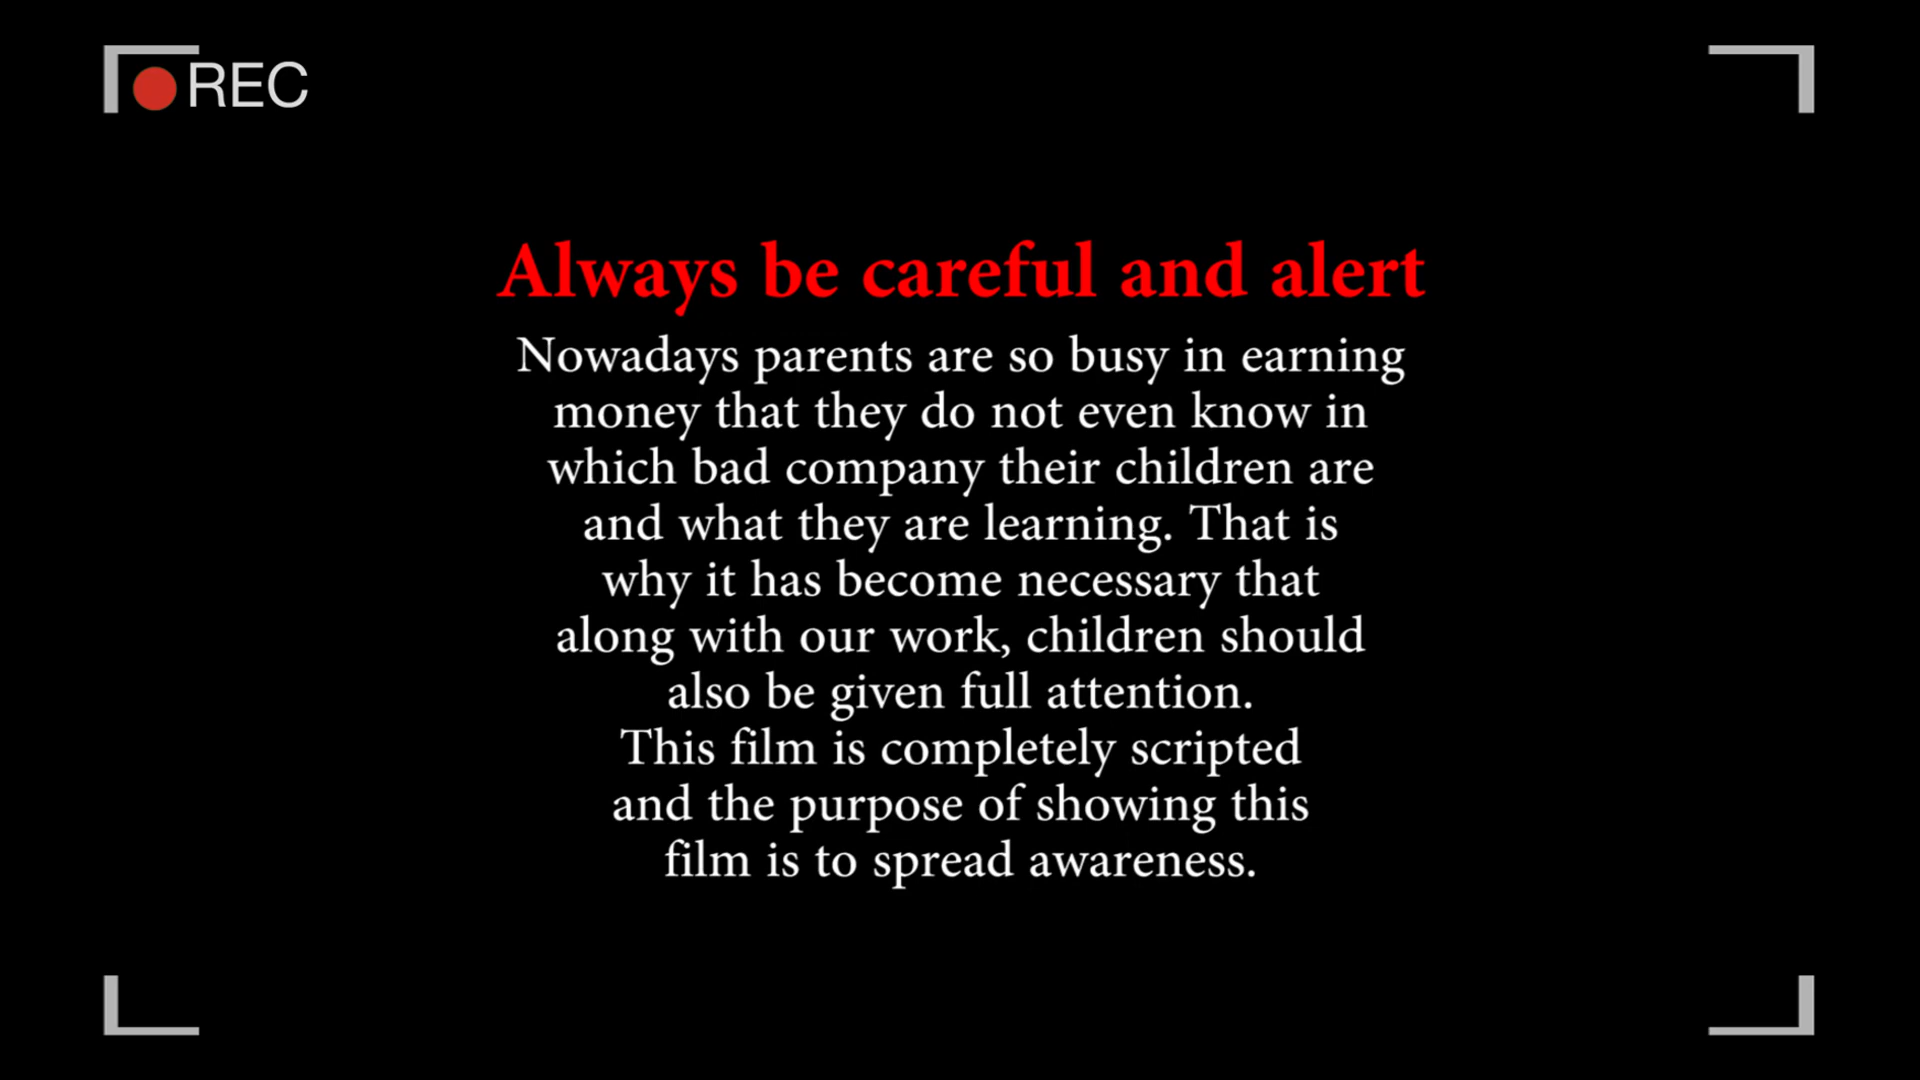 REC
Always be careful and alert
Nowadays parents are so busy in earning
money that they do not even know in
which bad company their children are
and what they are learning. That is
why it has become necessary that
along with our work, children should
also be given full attention.
This film is completely scripted
and the purpose of showing this
film is to spread awareness.